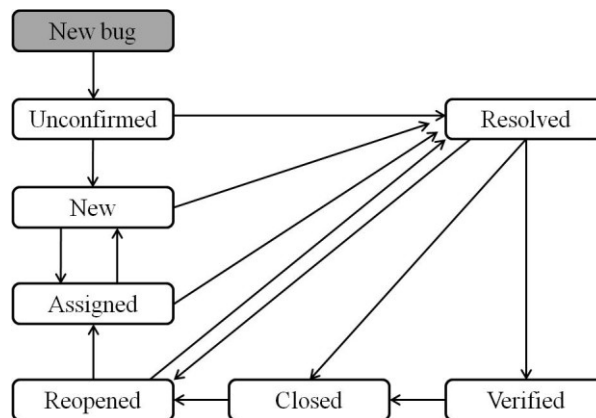 New bug
Unconfirmed
Resolved
New
Assigned
Reopened
Closed
Verified